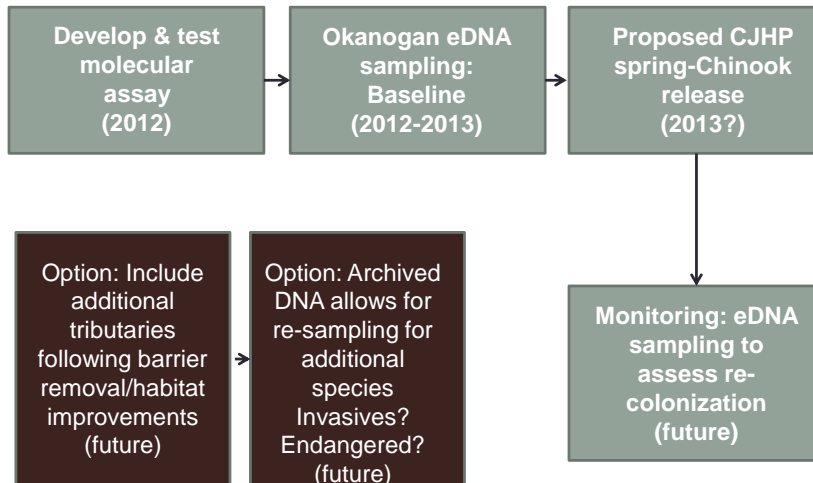 Develop & test
molecular
assay
(2012)
Okanogan eDNA
sampling:
Baseline
(2012-2013)
Proposed CJHP
spring-Chinook
release
(2013?)
Option: Include
additional
tributaries
following barrier
removal/habitat
improvements
(future)
Option: Archived
DNA allows for
re-sampling for
additional
species
Invasives?
Endangered?
(future)
Monitoring: eDNA
sampling to
assess re-
colonization
(future)